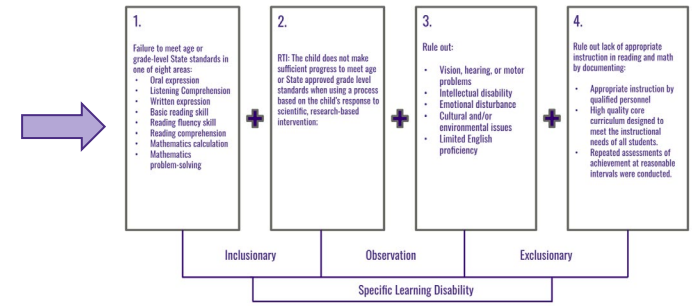 1.
Failure to meet age or
grade-level State standards in
one of eight areas:
• Oral expression
• Listening Comprehension
• Written expression
• Basic reading skill
• Reading fluency skill
• Reading comprehension
• Mathematics calculation
• Mathematics
problem-solving
2.
RTI: The child does not make
sufficient progress to meet age
or State approved grade level
standards when using a process
based on the child's response to
scientific, research-based
intervention;
3.
Rule out:
• Vision, hearing, or motor
problems
• Intellectual disability
• Emotional disturbance
• Cultural and/or
environmental issues
• Limited English
proficiency
4.
Rule out lack of appropriate
instruction in reading and math
by documenting:
• Appropriate instruction by
qualified personnel
• High quality core
curriculum designed to
meet the instructional
needs of all students.
• Repeated assessments of
achievement at reasonable
intervals were conducted.
Inclusionary
Observation
Exclusionary
Specific Learning Disability